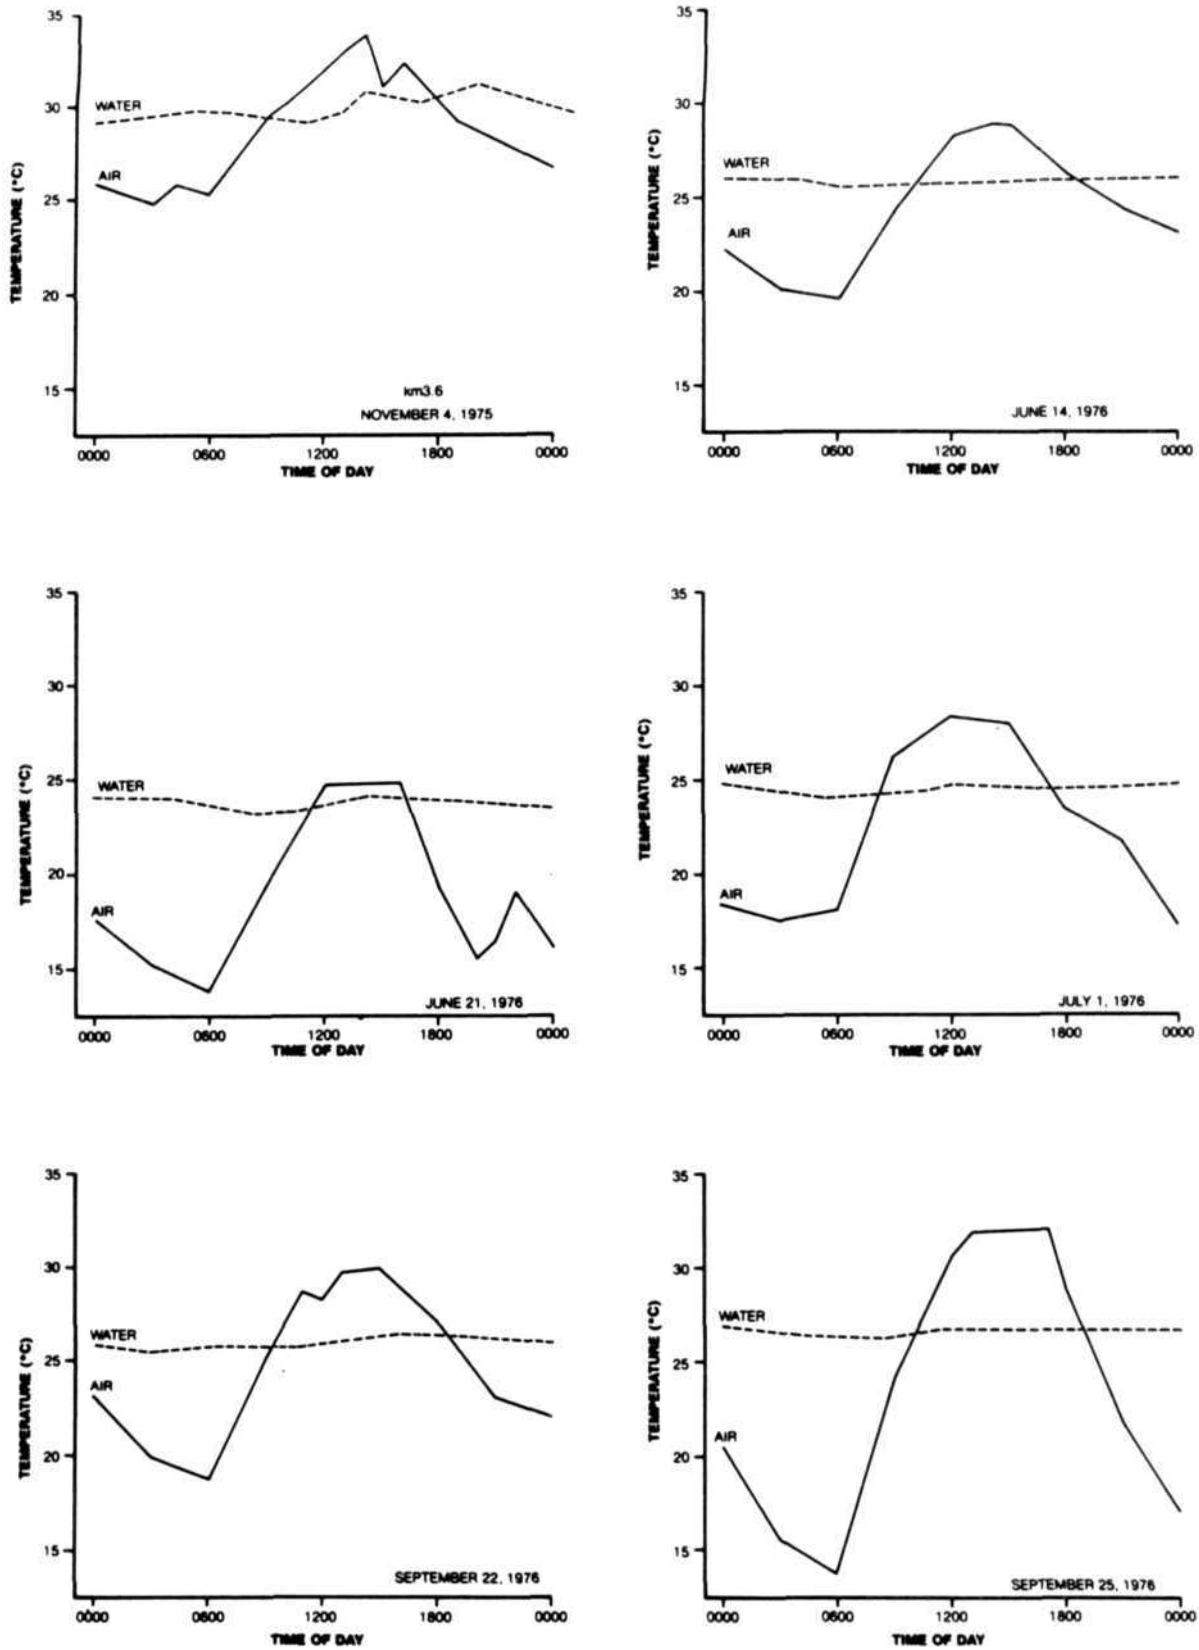 35
30
25
20
15
TEMPERATURE (°C)
WATER
AIR
km3.6
NOVEMBER 4, 1975
0000 0600 1200 1800 0000
TIME OF DAY
35
30
25
20
15
TEMPERATURE (°C)
WATER
AIR
JUNE 14, 1976
0000 0600 1200 1800 0000
TIME OF DAY
35
30
25
20
15
TEMPERATURE (°C)
WATER
AIR
JUNE 21, 1976
0000 0600 1200 1800 0000
TIME OF DAY
35
30
25
20
15
TEMPERATURE (°C)
WATER
AIR
JULY 1, 1976
0000 0600 1200 1800 0000
TIME OF DAY
35
30
25
20
15
TEMPERATURE (°C)
WATER
AIR
SEPTEMBER 22, 1976
0000 0600 1200 1800 0000
TIME OF DAY
35
30
25
20
15
TEMPERATURE (°C)
WATER
AIR
SEPTEMBER 25, 1976
0000 0600 1200 1800 0000
TIME OF DAY